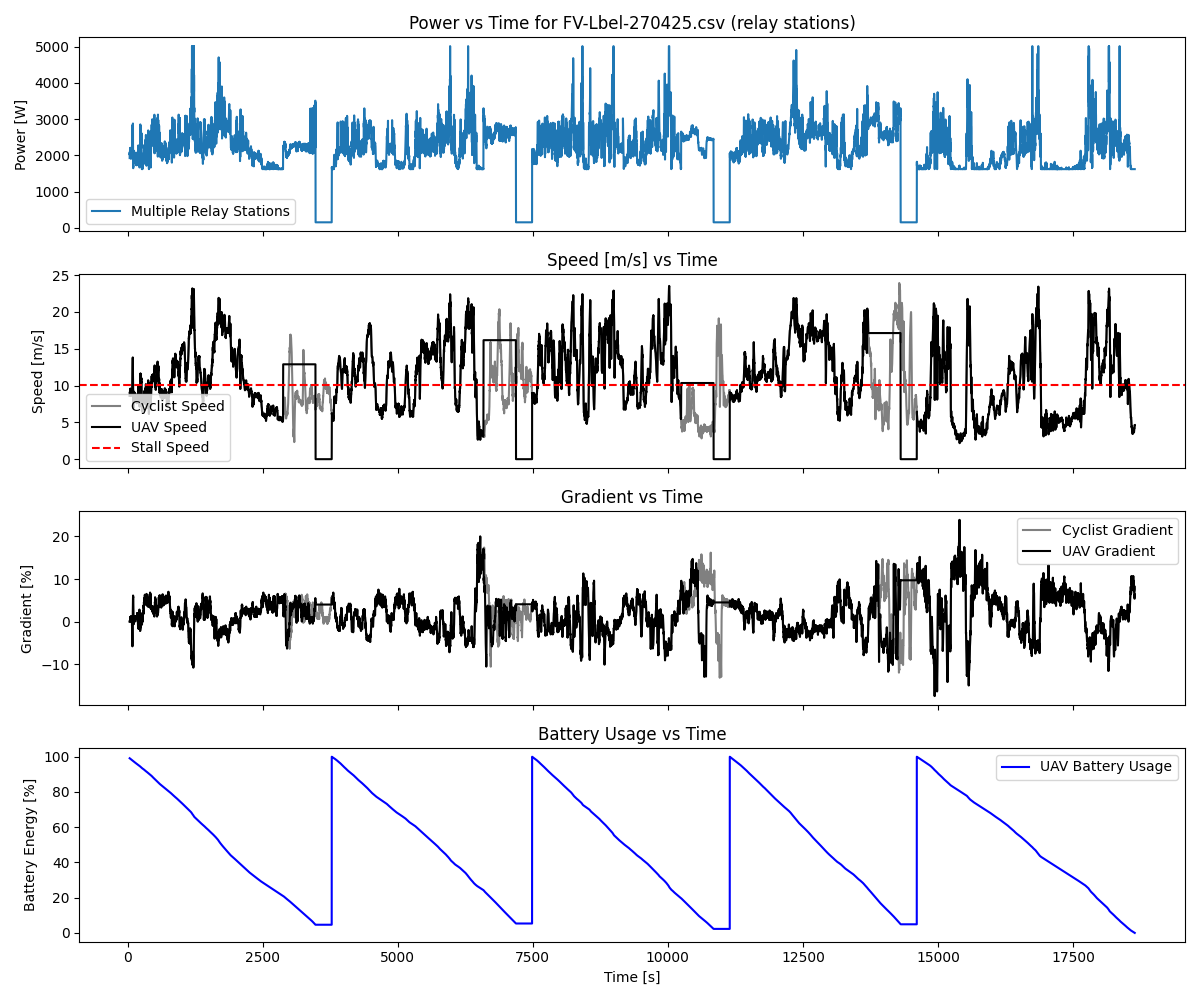 Power vs Time for FV-Lbel-270425.csv (relay stations)
5000
4000
3000
2000
1000
0
Power [W]
Multiple Relay Stations
Speed [m/s] vs Time
25
20
15
10
5
0
Speed [m/s]
Cyclist Speed
UAV Speed
Stall Speed
Gradient vs Time
20
10
0
−10
Gradient [%]
Cyclist Gradient
UAV Gradient
Battery Usage vs Time
100
80
60
40
20
0
Battery Energy [%]
UAV Battery Usage
0
2500
5000
7500
10000
12500
15000
17500
Time [s]